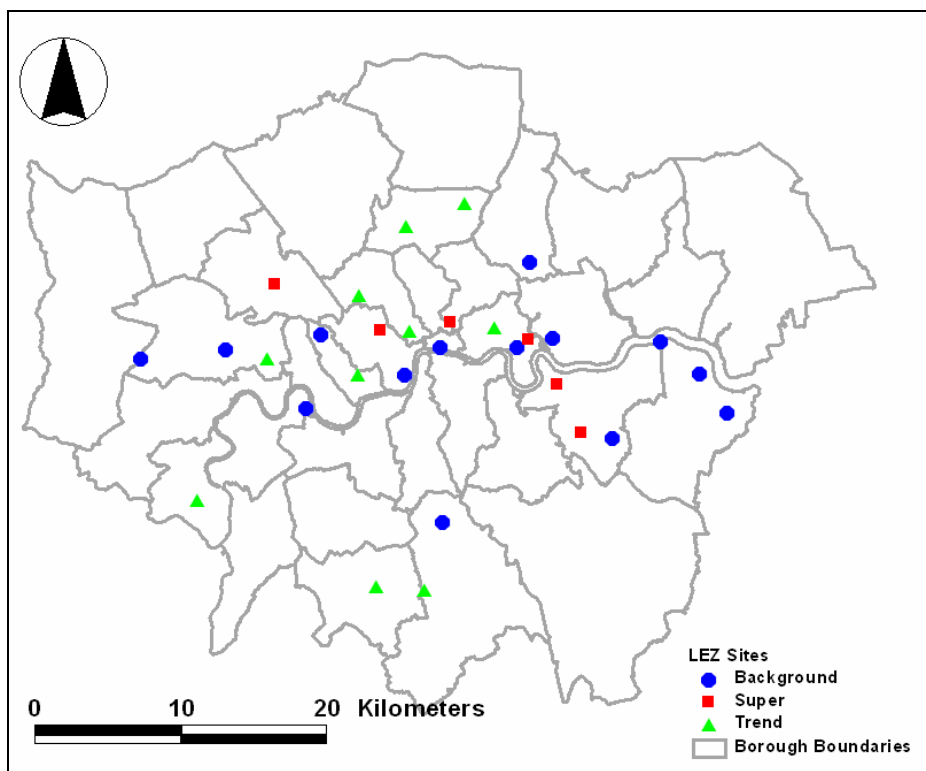 LEZ Sites
Background
Super
Trend
Borough Boundaries
0 10 20 Kilometers